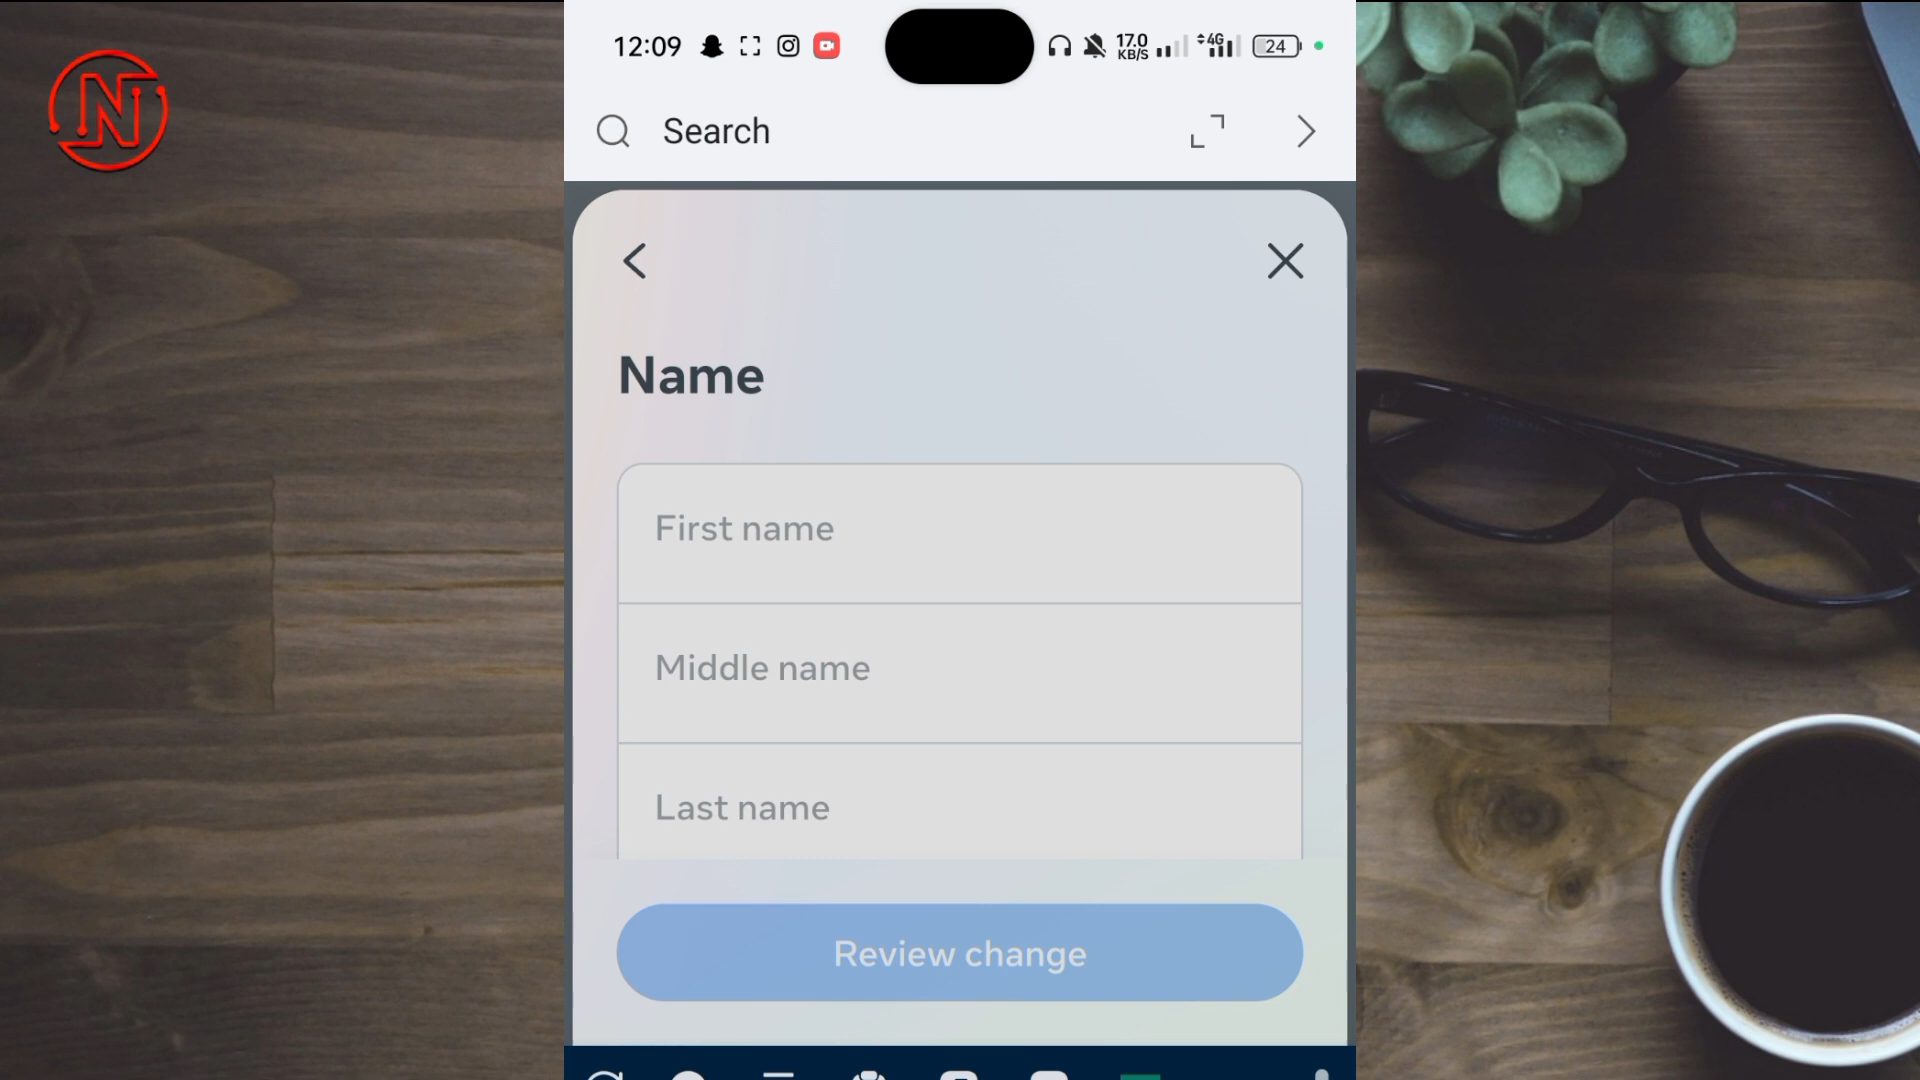 12:09
17.0
KB/S
4G
24
Search
Name
First name
Middle name
Last name
Review change